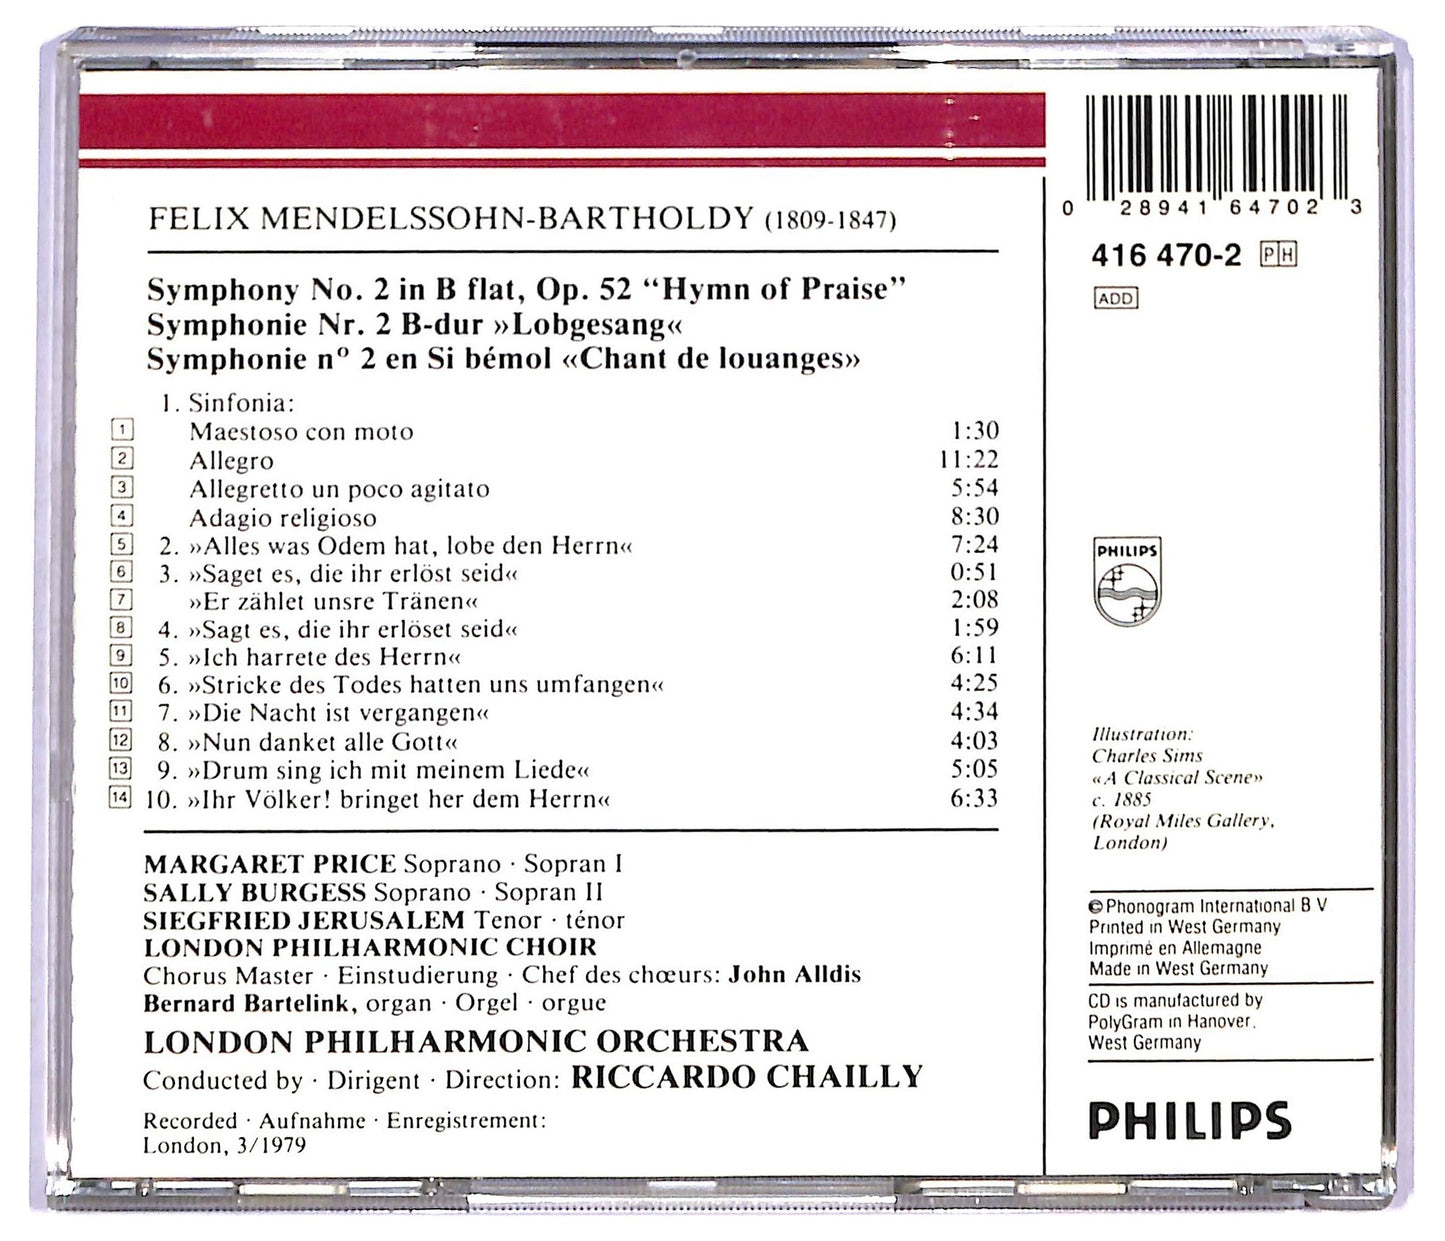 FELIX MENDELSSOHN-BARTHOLDY (1809-1847)
Symphony No. 2 in B flat, Op. 52 “Hymn of Praise”
Symphonie Nr. 2 B-dur »Lobgesang«
Symphonie nº 2 en Si bémol «Chant de louanges»
1. Sinfonia:
1 Maestoso con moto 1:30
2 Allegro 11:22
3 Allegretto un poco agitato 5:54
4 Adagio religioso 8:30
5 2. »Alles was Odem hat, lobe den Herrn« 7:24
6 3. »Saget es, die ihr erlöst seid« 0:51
7 »Er zählet unsre Tränen« 2:08
8 4. »Sagt es, die ihr erlöset seid« 1:59
9 5. »Ich harrete des Herrn« 6:11
10 6. »Stricke des Todes hatten uns umfangen« 4:25
11 7. »Die Nacht ist vergangen« 4:34
12 8. »Nun danket alle Gott« 4:03
13 9. »Drum sing ich mit meinem Liede« 5:05
14 10. »Ihr Völker! bringet her dem Herrn« 6:33
MARGARET PRICE Soprano · Sopran I
SALLY BURGESS Soprano · Sopran II
SIEGFRIED JERUSALEM Tenor · ténor
LONDON PHILHARMONIC CHOIR
Chorus Master · Einstudierung · Chef des chœurs: John Alldis
Bernard Bartelink, organ · Orgel · orgue
LONDON PHILHARMONIC ORCHESTRA
Conducted by · Dirigent · Direction: RICCARDO CHAILLY
Recorded · Aufnahme · Enregistrement:
London, 3/1979
0 28941 64702 3
416 470-2 PH
ADD
PHILIPS
Illustration:
Charles Sims
«A Classical Scene»
c. 1885
(Royal Miles Gallery,
London)
© Phonogram International B V
Printed in West Germany
Imprimé en Allemagne
Made in West Germany
CD is manufactured by
PolyGram in Hanover,
West Germany
PHILIPS